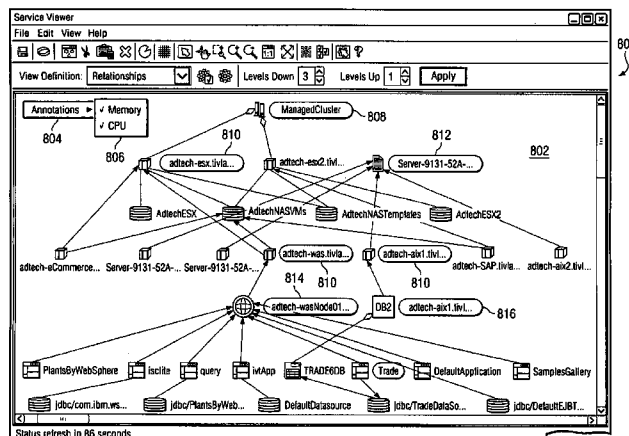 Service Viewer
File Edit View Help
View Definition: Relationships Levels Down 3 Levels Up 1 Apply
80
Annotations
✓ Memory
✓ CPU
804
806
ManagedCluster
808
802
810
812
adtech-esx.tivla...
adtech-esx2.tivl...
Server-9131-52A-...
AdtechESX
AdtechNASVMs
AdtechNASTemplates
AdtechESX2
adtech-eCommerce...
Server-9131-52A-...
Server-9131-52A-...
adtech-was.tivla...
adtech-aix1.tivl...
adtech-SAP.tivla...
adtech-aix2.tivl...
814
810
810
adtech-wasNode01...
DB2
adtech-aix1.tivl...
816
PlantsByWebSphere
isclite
query
ivtApp
TRADE6DB
Trade
DefaultApplication
SamplesGallery
jdbc/com.ibm.ws...
jdbc/PlantsByWeb...
DefaultDatasource
jdbc/TradeDataSo...
jdbc/DefaultEJBT...
Status refresh in 86 seconds